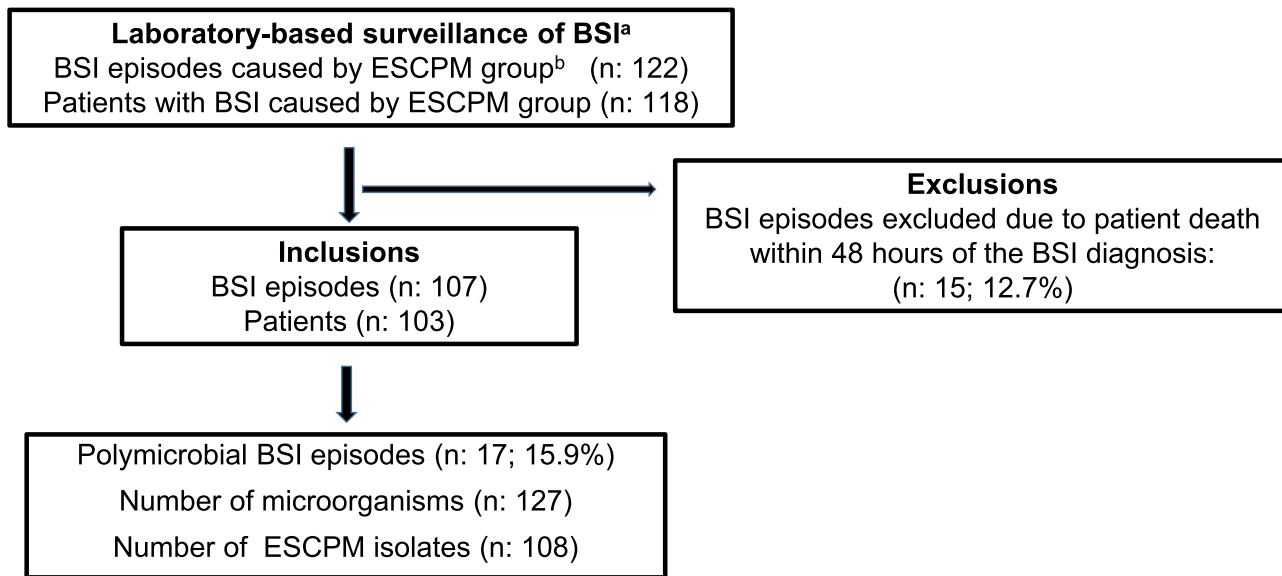 Laboratory-based surveillance of BSIᵃ
BSI episodes caused by ESCPM groupᵇ (n: 122)
Patients with BSI caused by ESCPM group (n: 118)
Exclusions
BSI episodes excluded due to patient death
within 48 hours of the BSI diagnosis:
(n: 15; 12.7%)
Inclusions
BSI episodes (n: 107)
Patients (n: 103)
Polymicrobial BSI episodes (n: 17; 15.9%)
Number of microorganisms (n: 127)
Number of ESCPM isolates (n: 108)